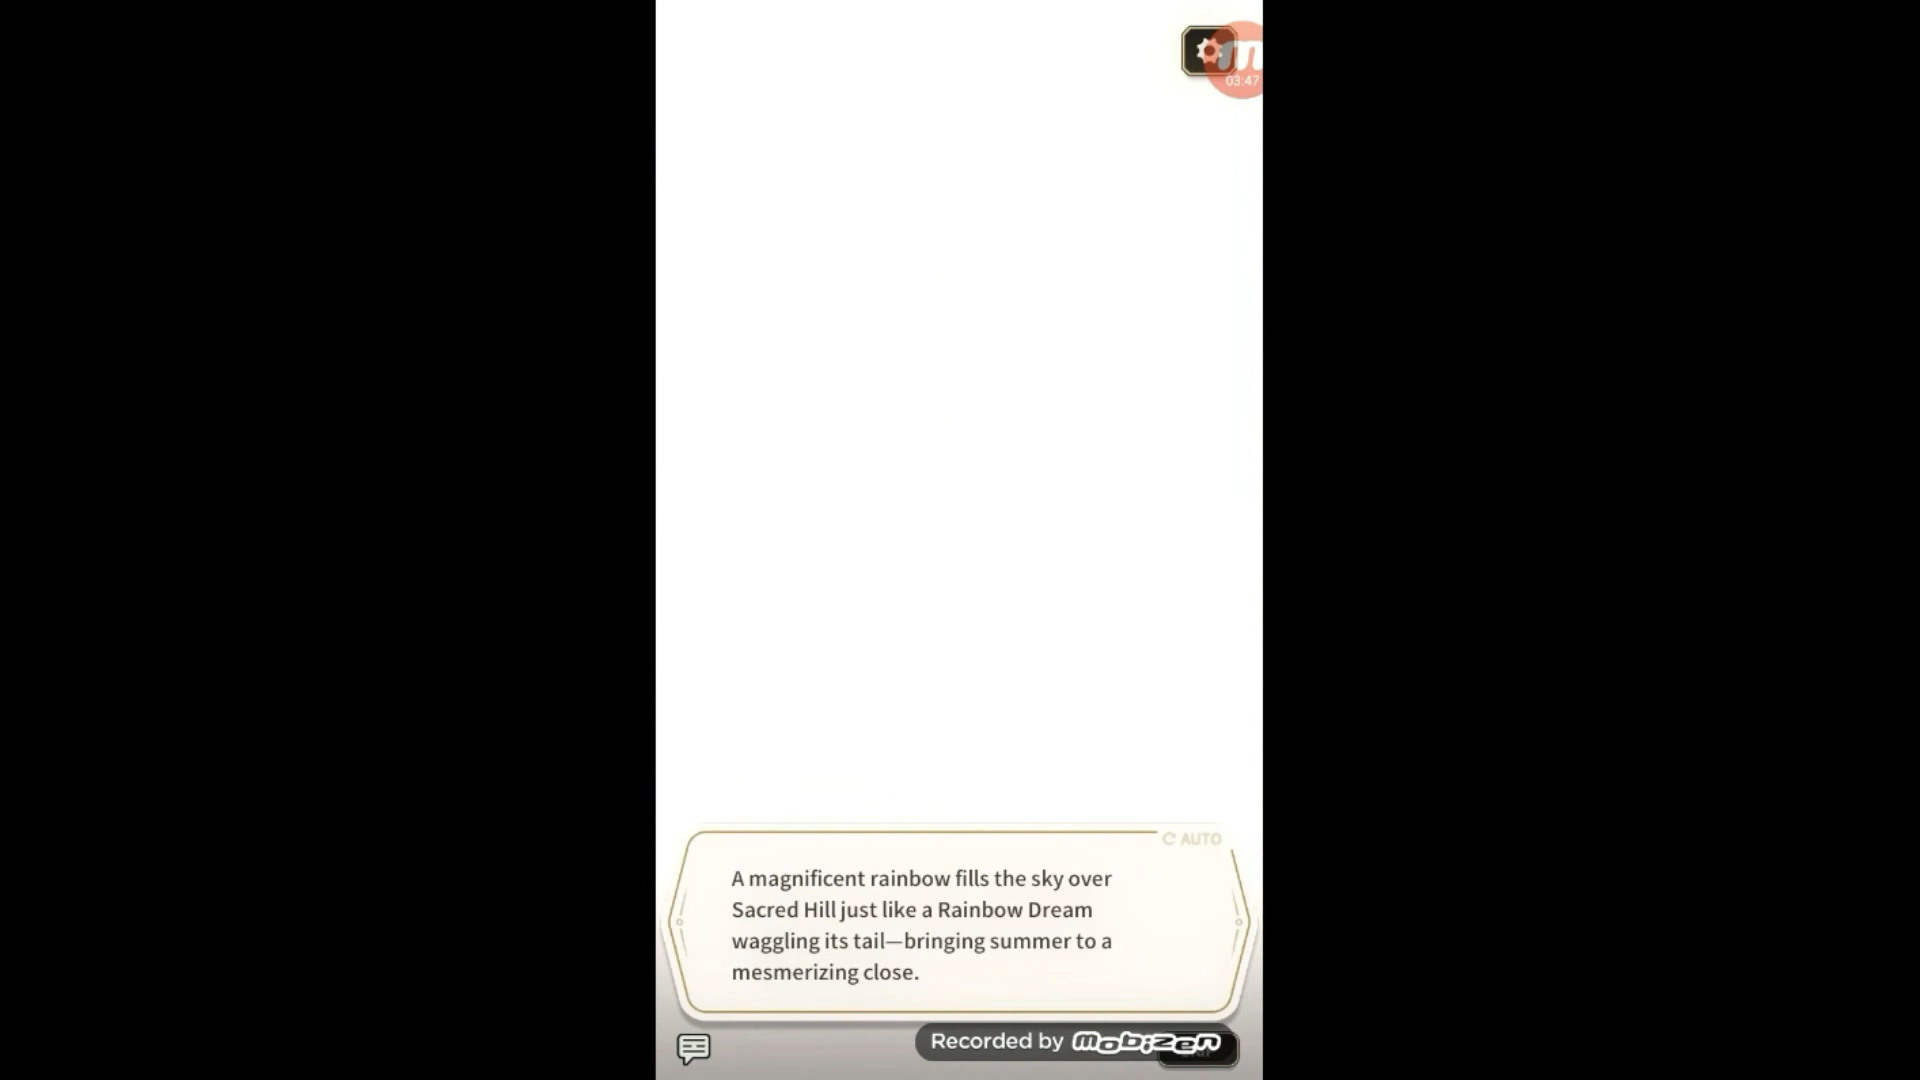 03:47
AUTO
A magnificent rainbow fills the sky over
Sacred Hill just like a Rainbow Dream
waggling its tail—bringing summer to a
mesmerizing close.
Recorded by mobizen